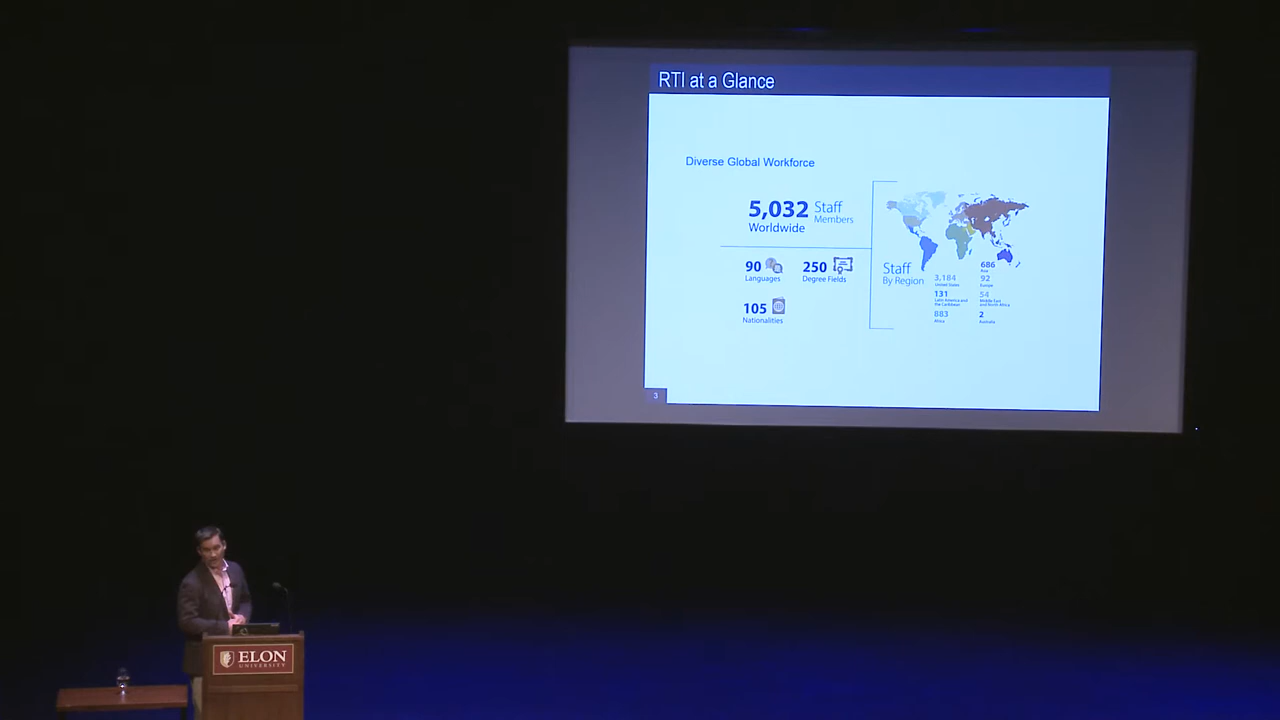 RTI at a Glance
Diverse Global Workforce
5,032 Staff Members
Worldwide
90
Languages
250
Degree Fields
105
Nationalities
Staff
By Region
3,184
United States
131
Latin America and
the Caribbean
883
Africa
686
Asia
92
Europe
54
Middle East
and North Africa
2
Australia
3
ELON
UNIVERSITY